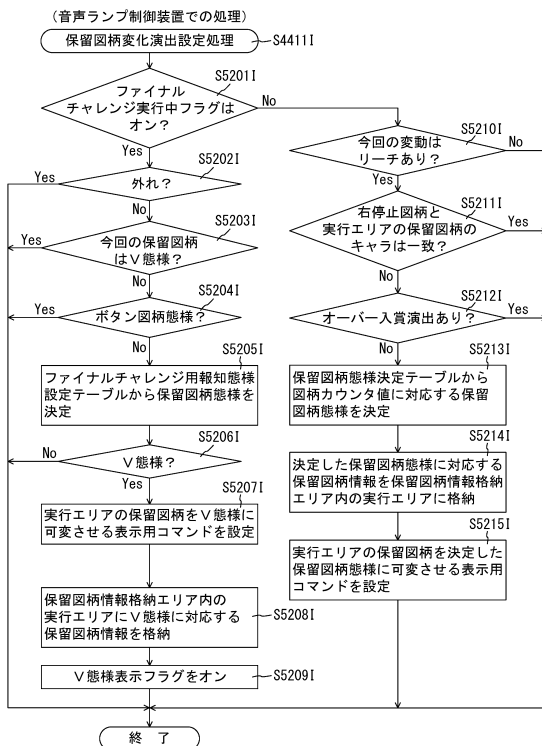 （音声ランプ制御装置での処理）
保留図柄変化演出設定処理
S4411I
ファイナル
チャレンジ実行中フラグは
オン？
S5201I
Yes
No
外れ？
S5202I
Yes
No
今回の保留図柄
はＶ態様？
S5203I
Yes
No
ボタン図柄態様？
S5204I
Yes
No
ファイナルチャレンジ用報知態様
設定テーブルから保留図柄態様を
決定
S5205I
Ｖ態様？
S5206I
No
Yes
実行エリアの保留図柄をＶ態様に
可変させる表示用コマンドを設定
S5207I
保留図柄情報格納エリア内の
実行エリアにＶ態様に対応する
保留図柄情報を格納
S5208I
Ｖ態様表示フラグをオン
S5209I
今回の変動は
リーチあり？
S5210I
No
Yes
右停止図柄と
実行エリアの保留図柄の
キャラは一致？
S5211I
Yes
No
オーバー入賞演出あり？
S5212I
Yes
No
保留図柄態様決定テーブルから
図柄カウンタ値に対応する保留
図柄態様を決定
S5213I
決定した保留図柄態様に対応する
保留図柄情報を保留図柄情報格納
エリア内の実行エリアに格納
S5214I
実行エリアの保留図柄を決定した
保留図柄態様に可変させる表示用
コマンドを設定
S5215I
終 了